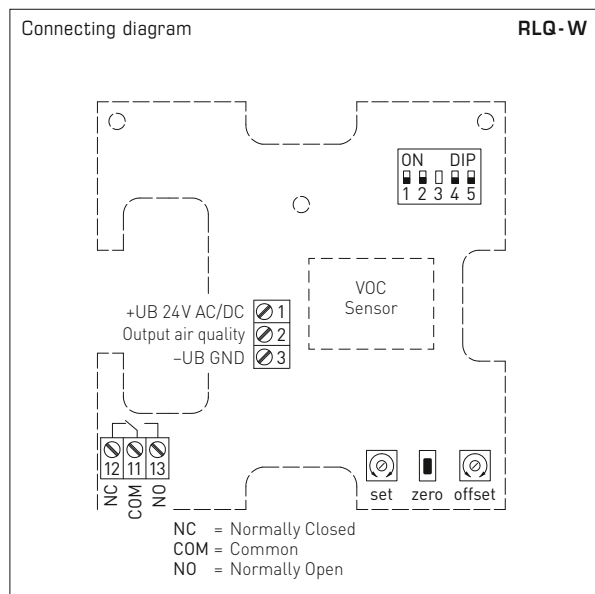 Connecting diagram RLQ-W
ON DIP
1 2 3 4 5
VOC
Sensor
+UB 24V AC/DC 1
Output air quality 2
–UB GND 3
12 11 13
NC COM NO
set zero offset
NC = Normally Closed
COM = Common
NO = Normally Open